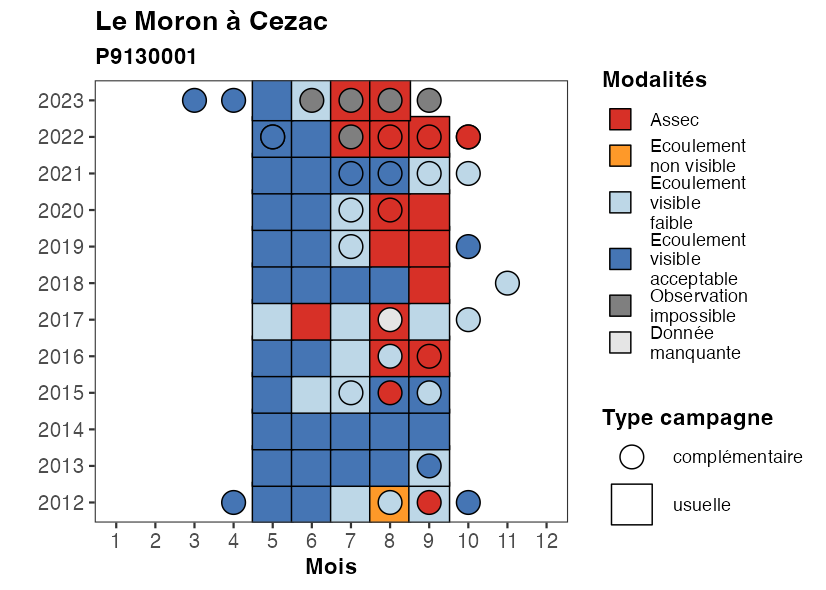 Le Moron à Cezac
P9130001
2023
2022
2021
2020
2019
2018
2017
2016
2015
2014
2013
2012
1 2 3 4 5 6 7 8 9 10 11 12
Mois
Modalités
Assec
Ecoulement
non visible
Ecoulement
visible
faible
Ecoulement
visible
acceptable
Observation
impossible
Donnée
manquante
Type campagne
complémentaire
usuelle